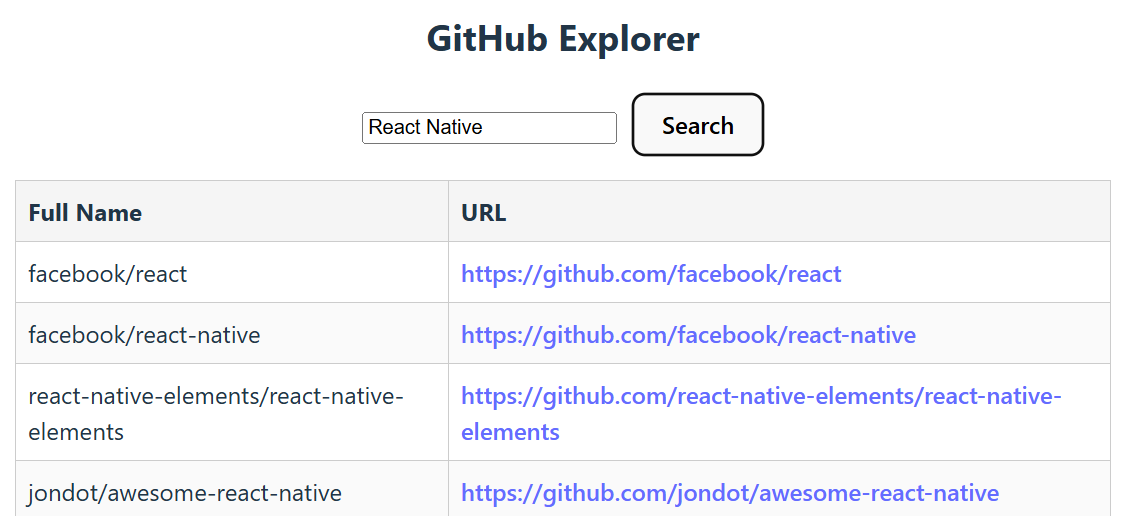 GitHub Explorer
React Native Search
Full Name URL
facebook/react https://github.com/facebook/react
facebook/react-native https://github.com/facebook/react-native
react-native-elements/react-native- https://github.com/react-native-elements/react-native-
elements elements
jondot/awesome-react-native https://github.com/jondot/awesome-react-native